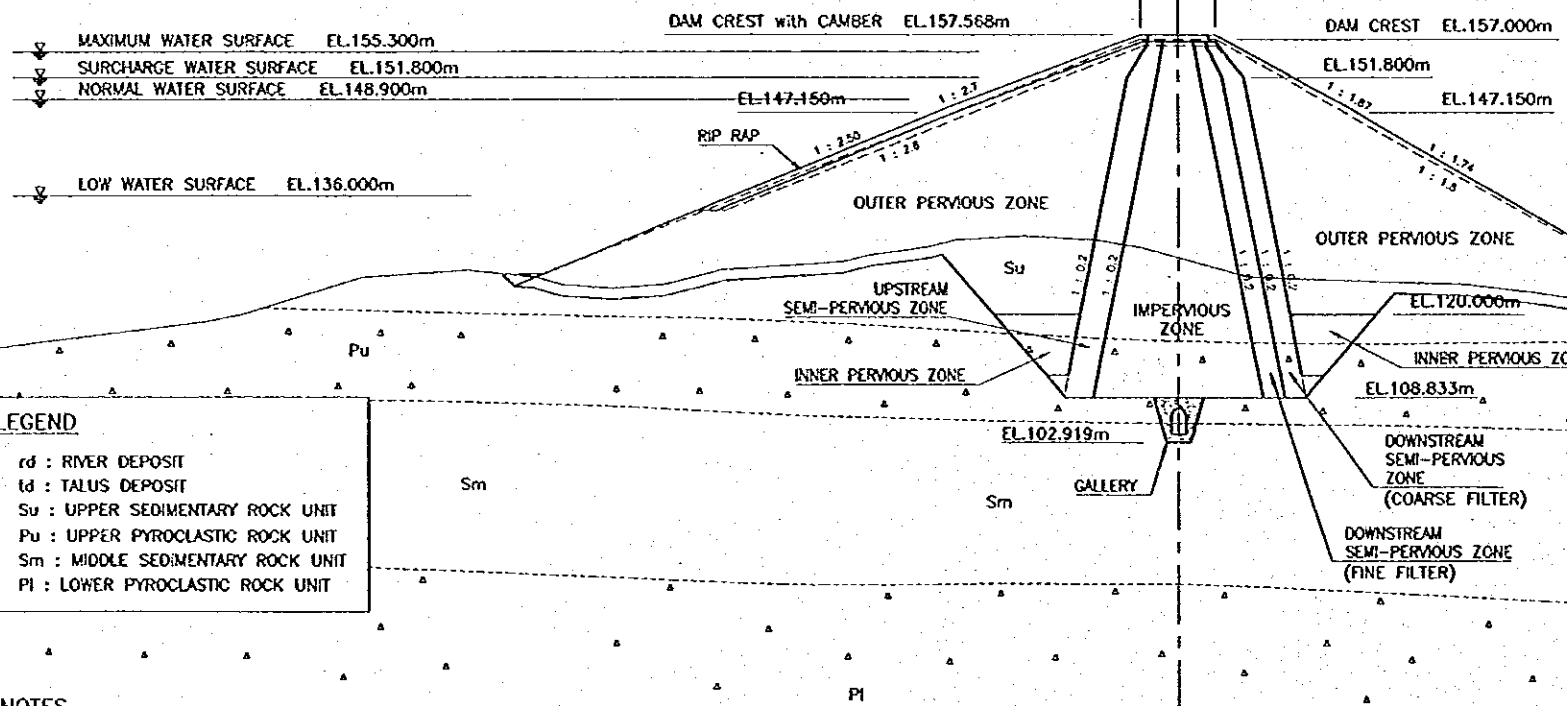 DAM CREST with CAMBER EL.157.568m
DAM CREST EL.157.000m
MAXIMUM WATER SURFACE EL.155.300m
SURCHARGE WATER SURFACE EL.151.800m
NORMAL WATER SURFACE EL.148.900m
LOW WATER SURFACE EL.136.000m
EL.151.800m
EL.147.150m
EL.147.150m
1 : 2.7
1 : 2.50
1 : 2.6
RIP RAP
1 : 1.87
1 : 1.74
1 : 1.8
OUTER PERVIOUS ZONE
OUTER PERVIOUS ZONE
Su
1 : 0.2
1 : 0.2
1 : 0.2
1 : 0.2
1 : 0.2
UPSTREAM
SEMI-PERVIOUS ZONE
IMPERVIOUS
ZONE
EL.120.000m
Pu
INNER PERVIOUS ZONE
INNER PERVIOUS ZO
EL.108.833m
EL.102.919m
GALLERY
DOWNSTREAM
SEMI-PERVIOUS
ZONE
(COARSE FILTER)
DOWNSTREAM
SEMI-PERVIOUS ZONE
(FINE FILTER)
Sm
Sm
Pl
LEGEND
rd : RIVER DEPOSIT
td : TALUS DEPOSIT
Su : UPPER SEDIMENTARY ROCK UNIT
Pu : UPPER PYROCLASTIC ROCK UNIT
Sm : MIDDLE SEDIMENTARY ROCK UNIT
Pl : LOWER PYROCLASTIC ROCK UNIT
NOTES